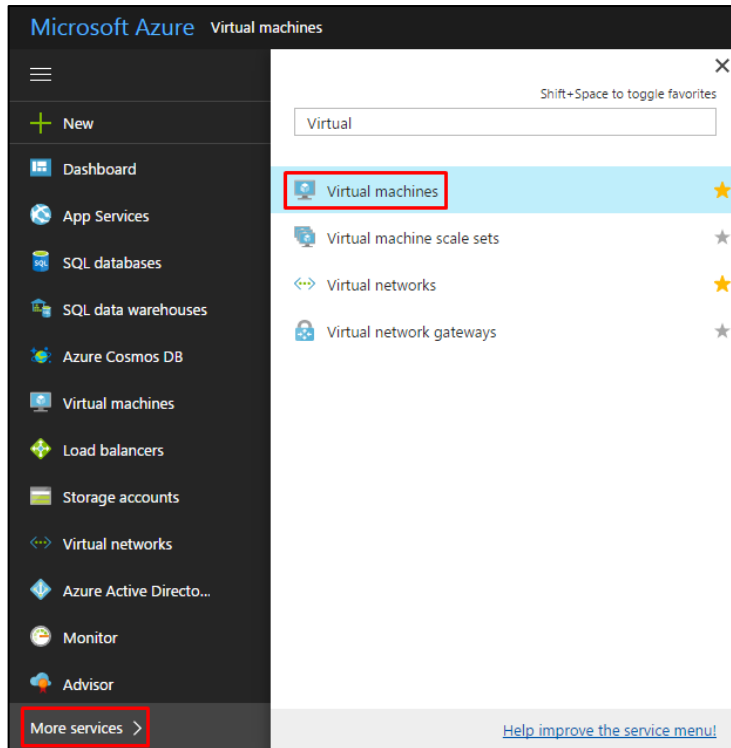 Microsoft Azure Virtual machines
Shift+Space to toggle favorites
New
Virtual
Dashboard
App Services
SQL databases
SQL data warehouses
Azure Cosmos DB
Virtual machines
Load balancers
Storage accounts
Virtual networks
Azure Active Directo...
Monitor
Advisor
More services >
Virtual machines
Virtual machine scale sets
Virtual networks
Virtual network gateways
Help improve the service menu!